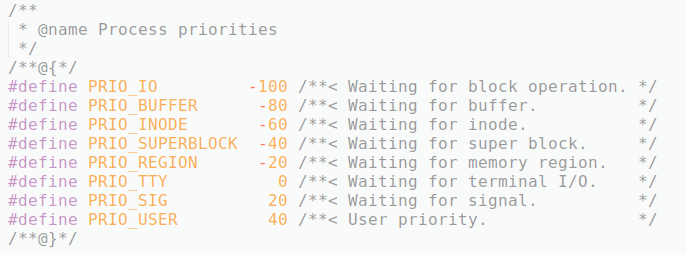 /**
 * @name Process priorities
 */
/**@{*/
#define PRIO_IO         -100 /**< Waiting for block operation. */
#define PRIO_BUFFER      -80 /**< Waiting for buffer.          */
#define PRIO_INODE       -60 /**< Waiting for inode.           */
#define PRIO_SUPERBLOCK  -40 /**< Waiting for super block.     */
#define PRIO_REGION      -20 /**< Waiting for memory region.   */
#define PRIO_TTY           0 /**< Waiting for terminal I/O.    */
#define PRIO_SIG          20 /**< Waiting for signal.          */
#define PRIO_USER         40 /**< User priority.               */
/**@}*/